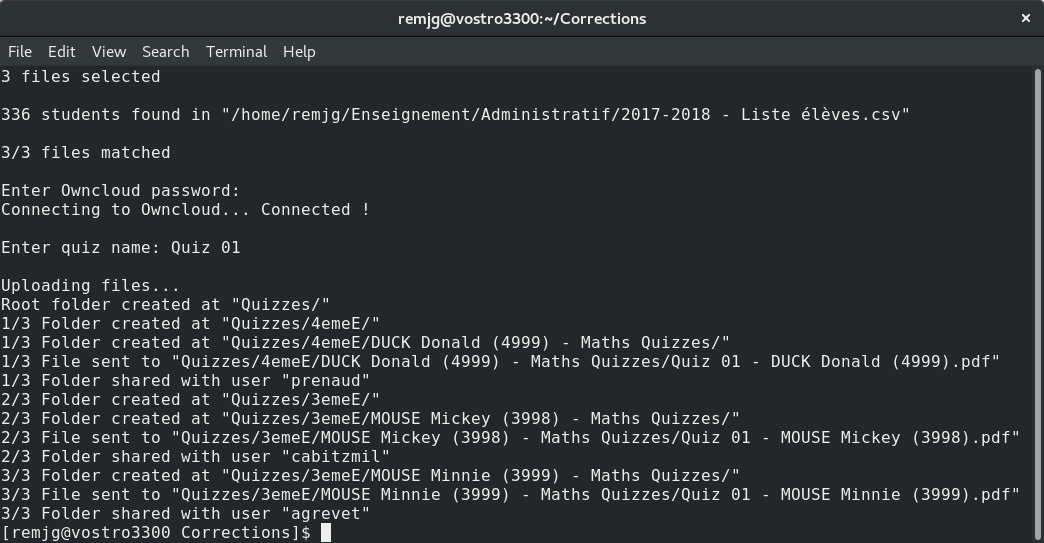 remjg@vostro3300:~/Corrections ×
File Edit View Search Terminal Help
3 files selected
336 students found in "/home/remjg/Enseignement/Administratif/2017-2018 - Liste élèves.csv"
3/3 files matched
Enter Owncloud password:
Connecting to Owncloud... Connected !
Enter quiz name: Quiz 01
Uploading files...
Root folder created at "Quizzes/"
1/3 Folder created at "Quizzes/4emeE/"
1/3 Folder created at "Quizzes/4emeE/DUCK Donald (4999) - Maths Quizzes/"
1/3 File sent to "Quizzes/4emeE/DUCK Donald (4999) - Maths Quizzes/Quiz 01 - DUCK Donald (4999).pdf"
1/3 Folder shared with user "prenaud"
2/3 Folder created at "Quizzes/3emeE/"
2/3 Folder created at "Quizzes/3emeE/MOUSE Mickey (3998) - Maths Quizzes/"
2/3 File sent to "Quizzes/3emeE/MOUSE Mickey (3998) - Maths Quizzes/Quiz 01 - MOUSE Mickey (3998).pdf"
2/3 Folder shared with user "cabitzmil"
3/3 Folder created at "Quizzes/3emeE/MOUSE Minnie (3999) - Maths Quizzes/"
3/3 File sent to "Quizzes/3emeE/MOUSE Minnie (3999) - Maths Quizzes/Quiz 01 - MOUSE Minnie (3999).pdf"
3/3 Folder shared with user "agrevet"
[remjg@vostro3300 Corrections]$